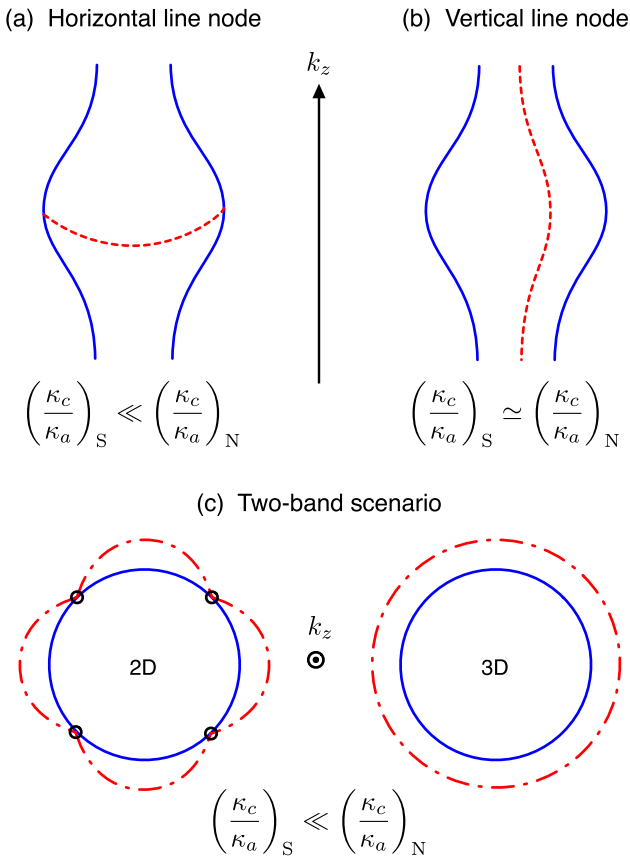 (a) Horizontal line node
(b) Vertical line node
k_z
(κ_c/κ_a)_S ≪ (κ_c/κ_a)_N
(κ_c/κ_a)_S ≃ (κ_c/κ_a)_N
(c) Two-band scenario
2D
k_z
3D
(κ_c/κ_a)_S ≪ (κ_c/κ_a)_N